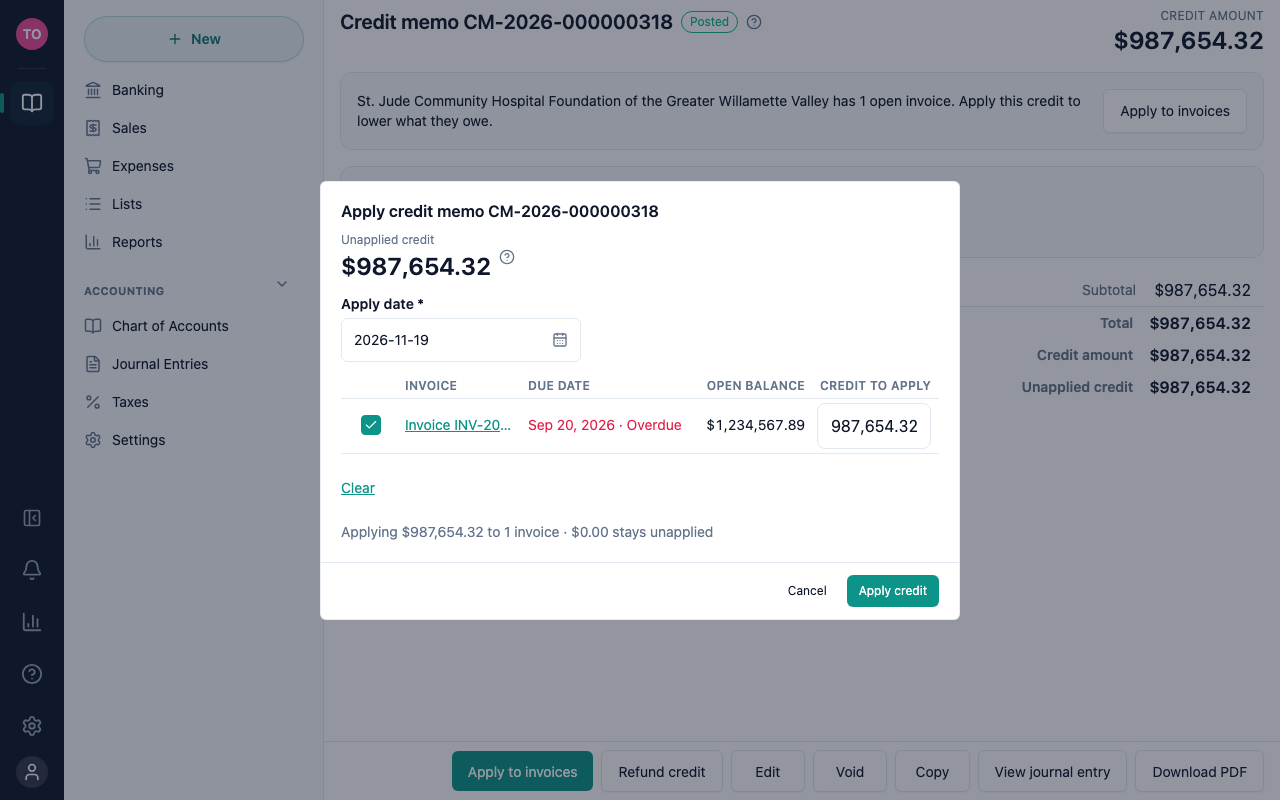 TO
New
Banking
Sales
Expenses
Lists
Reports
ACCOUNTING
Chart of Accounts
Journal Entries
Taxes
Settings
Credit memo CM-2026-000000318
Posted
CREDIT AMOUNT
$987,654.32
St. Jude Community Hospital Foundation of the Greater Willamette Valley has 1 open invoice. Apply this credit to
lower what they owe.
Apply to invoices
Subtotal $987,654.32
Total $987,654.32
Credit amount $987,654.32
Unapplied credit $987,654.32
Apply credit memo CM-2026-000000318
Unapplied credit
$987,654.32
Apply date *
2026-11-19
INVOICE DUE DATE OPEN BALANCE CREDIT TO APPLY
Invoice INV-20... Sep 20, 2026 · Overdue $1,234,567.89 987,654.32
Clear
Applying $987,654.32 to 1 invoice · $0.00 stays unapplied
Cancel Apply credit
Apply to invoices Refund credit Edit Void Copy View journal entry Download PDF